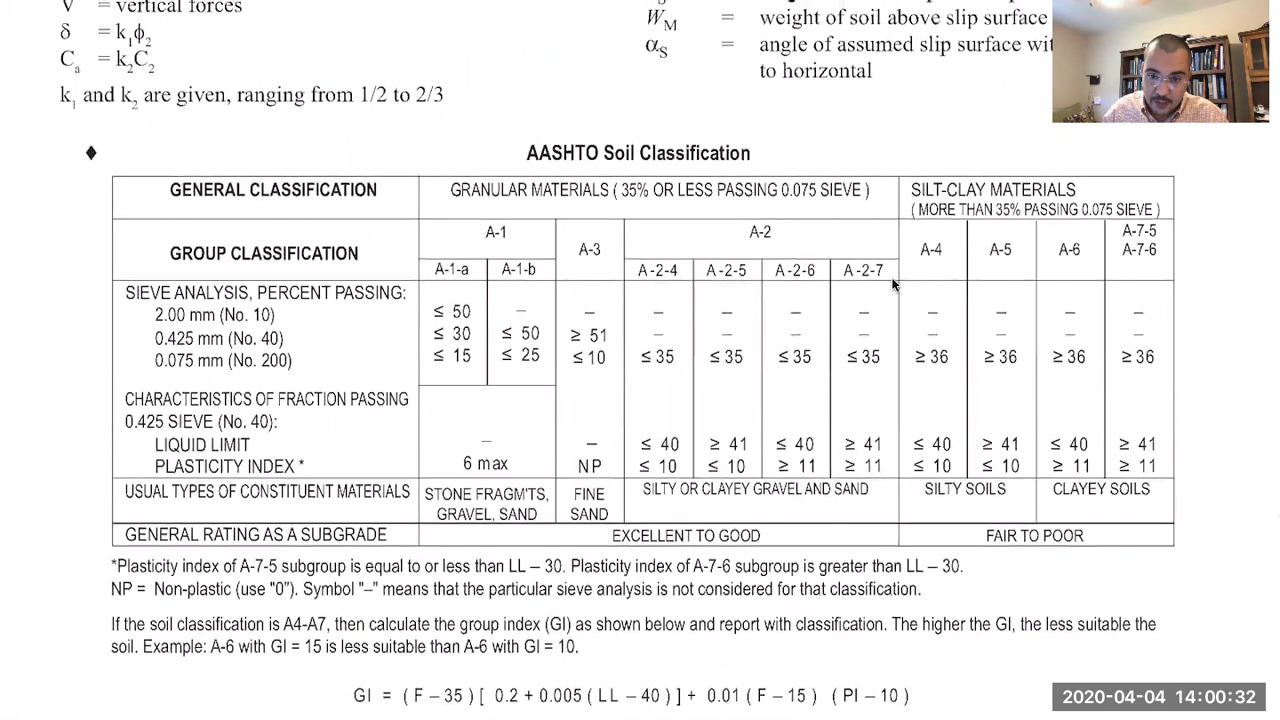 V = vertical forces
δ = k₁ϕ₂
Cₐ = k₂C₂
k₁ and k₂ are given, ranging from 1/2 to 2/3
W_M = weight of soil above slip surface
α_S = angle of assumed slip surface
to horizontal
♦ AASHTO Soil Classification
GENERAL CLASSIFICATION GRANULAR MATERIALS ( 35% OR LESS PASSING 0.075 SIEVE ) SILT-CLAY MATERIALS
( MORE THAN 35% PASSING 0.075 SIEVE )
GROUP CLASSIFICATION A-1 A-3 A-2 A-4 A-5 A-6 A-7-5
A-7-6
A-1-a A-1-b A-2-4 A-2-5 A-2-6 A-2-7
SIEVE ANALYSIS, PERCENT PASSING:
2.00 mm (No. 10) ≤ 50 – – – – – – – – – –
0.425 mm (No. 40) ≤ 30 ≤ 50 ≥ 51 – – – – – – – –
0.075 mm (No. 200) ≤ 15 ≤ 25 ≤ 10 ≤ 35 ≤ 35 ≤ 35 ≤ 35 ≥ 36 ≥ 36 ≥ 36 ≥ 36
CHARACTERISTICS OF FRACTION PASSING
0.425 SIEVE (No. 40):
LIQUID LIMIT – – ≤ 40 ≥ 41 ≤ 40 ≥ 41 ≤ 40 ≥ 41 ≤ 40 ≥ 41
PLASTICITY INDEX * 6 max NP ≤ 10 ≤ 10 ≥ 11 ≥ 11 ≤ 10 ≤ 10 ≥ 11 ≥ 11
USUAL TYPES OF CONSTITUENT MATERIALS STONE FRAGM'TS, FINE SILTY OR CLAYEY GRAVEL AND SAND SILTY SOILS CLAYEY SOILS
GRAVEL, SAND SAND
GENERAL RATING AS A SUBGRADE EXCELLENT TO GOOD FAIR TO POOR
*Plasticity index of A-7-5 subgroup is equal to or less than LL – 30. Plasticity index of A-7-6 subgroup is greater than LL – 30.
NP = Non-plastic (use "0"). Symbol "–" means that the particular sieve analysis is not considered for that classification.
If the soil classification is A4-A7, then calculate the group index (GI) as shown below and report with classification. The higher the GI, the less suitable the
soil. Example: A-6 with GI = 15 is less suitable than A-6 with GI = 10.
GI = ( F – 35 ) [ 0.2 + 0.005 ( LL – 40 ) ] + 0.01 ( F – 15 ) ( PI – 10 )
2020-04-04 14:00:32